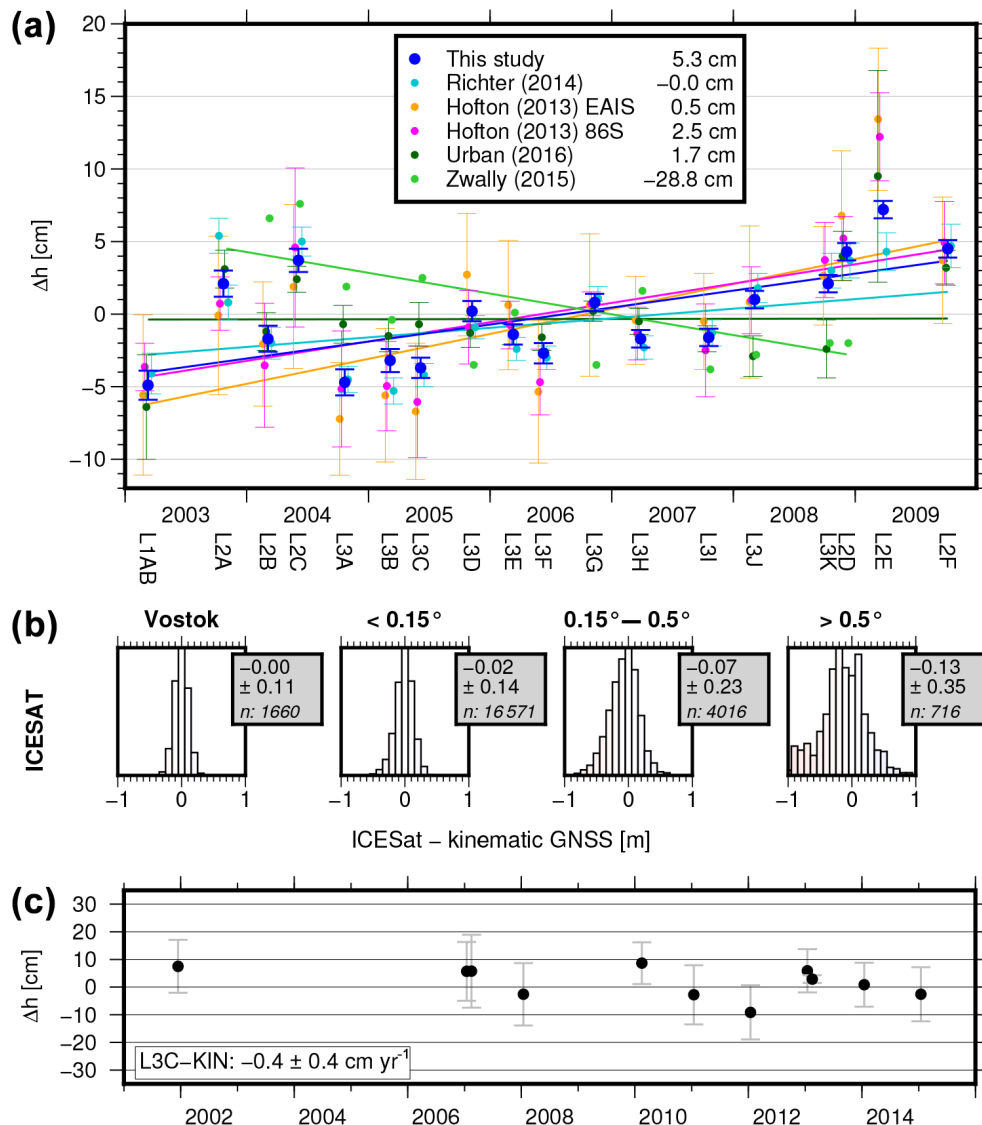 (a)
20
15
10
5
0
−5
−10
Δh [cm]
This study 5.3 cm
Richter (2014) −0.0 cm
Hofton (2013) EAIS 0.5 cm
Hofton (2013) 86S 2.5 cm
Urban (2016) 1.7 cm
Zwally (2015) −28.8 cm
2003 2004 2005 2006 2007 2008 2009
L1AB L2A L2B L2C L3A L3B L3C L3D L3E L3F L3G L3H L3I L3J L3K L2D L2E L2F
(b)
Vostok < 0.15° 0.15° — 0.5° > 0.5°
ICESAT
−0.00
± 0.11
n: 1660
−0.02
± 0.14
n: 16 571
−0.07
± 0.23
n: 4016
−0.13
± 0.35
n: 716
−1 0 1 −1 0 1 −1 0 1 −1 0 1
ICESat − kinematic GNSS [m]
(c)
30
20
10
0
−10
−20
−30
Δh [cm]
L3C−KIN: −0.4 ± 0.4 cm yr⁻¹
2002 2004 2006 2008 2010 2012 2014